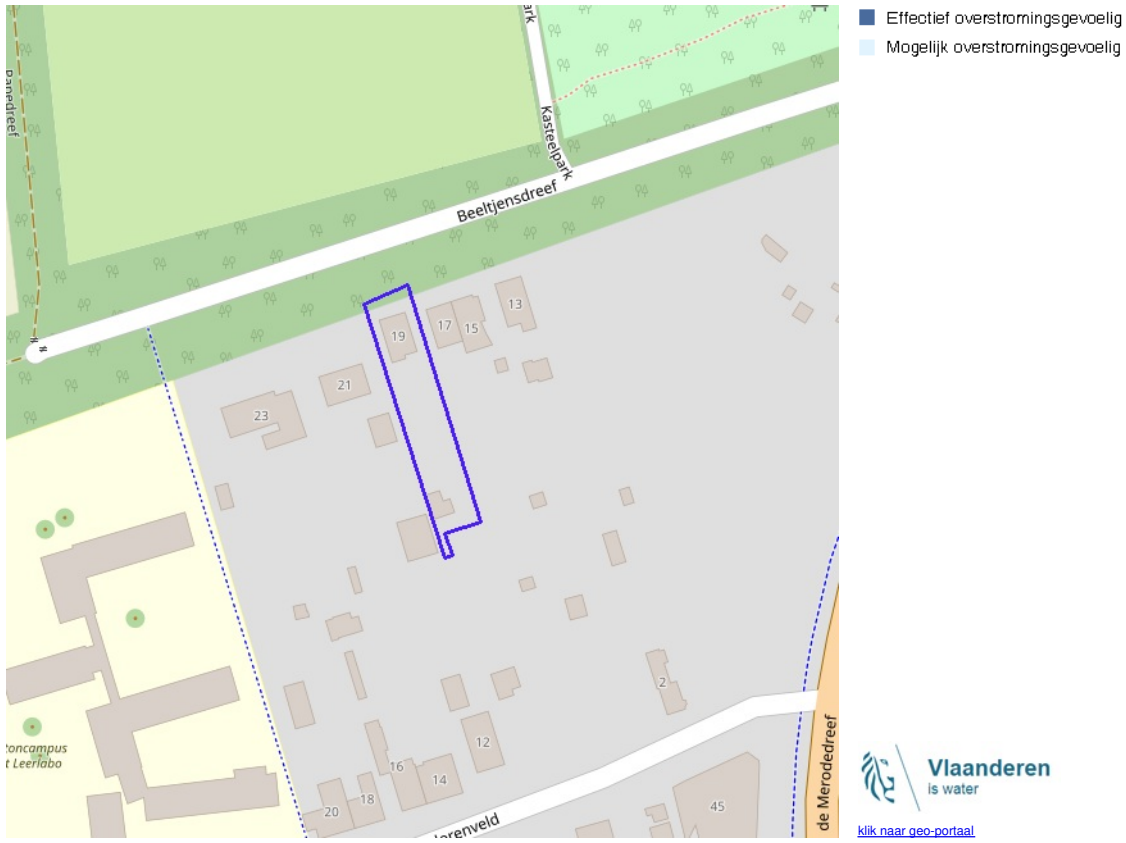 Effectief overstromingsgevoelig
Mogelijk overstromingsgevoelig
Papedreef
Kasteelpark
Beeltjensdreef
13
17
15
19
21
23
2
12
16
14
18
20
45
de Merodedreef
Vlaanderen
is water
klik naar geo-portaal